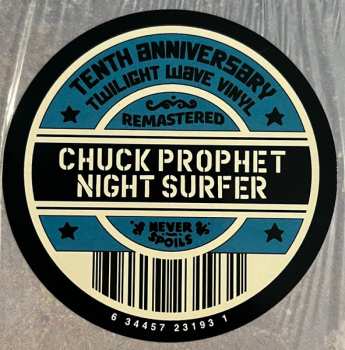 TENTH ANNIVERSARY
TWILIGHT WAVE VINYL
REMASTERED
CHUCK PROPHET
NIGHT SURFER
NEVER
SPOILS
6 34457 23193 1